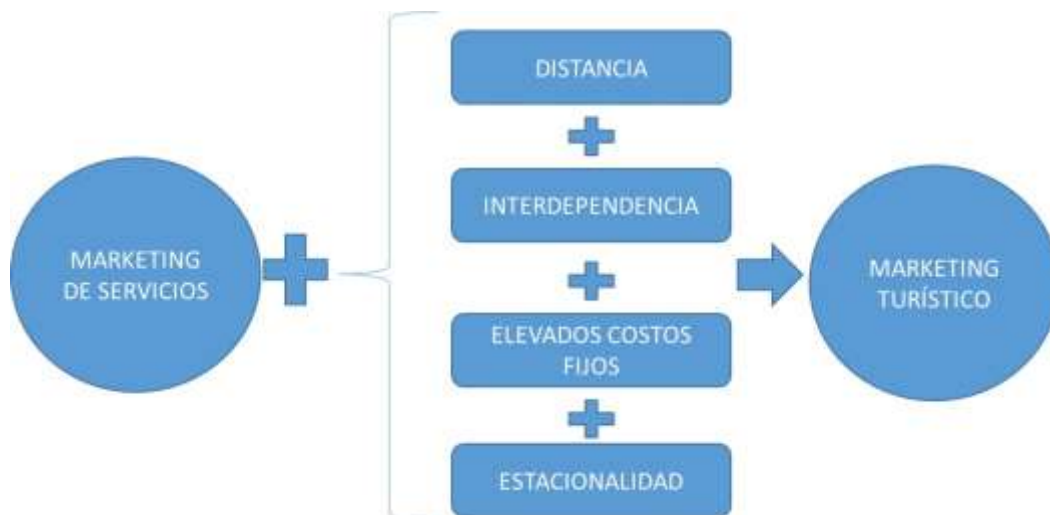 MARKETING
DE SERVICIOS
DISTANCIA
INTERDEPENDENCIA
ELEVADOS COSTOS
FIJOS
ESTACIONALIDAD
MARKETING
TURÍSTICO